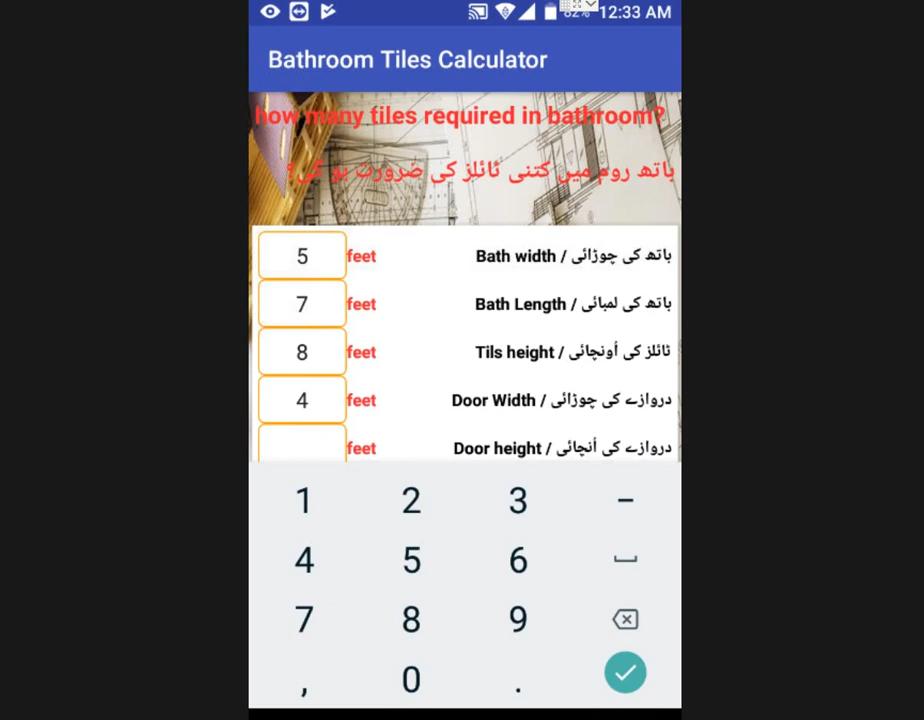 82% 12:33 AM
Bathroom Tiles Calculator
how many tiles required in bathroom?
باتھ روم میں کتنی ٹائلز کی ضرورت ہو گی؟
5 feet Bath width / باتھ کی چوڑائی
7 feet Bath Length / باتھ کی لمبائی
8 feet Tils height / ٹائلز کی اُونچائی
4 feet Door Width / دروازے کی چوڑائی
feet Door height / دروازے کی اُنچائی
1 2 3 –
4 5 6
7 8 9
, 0 .